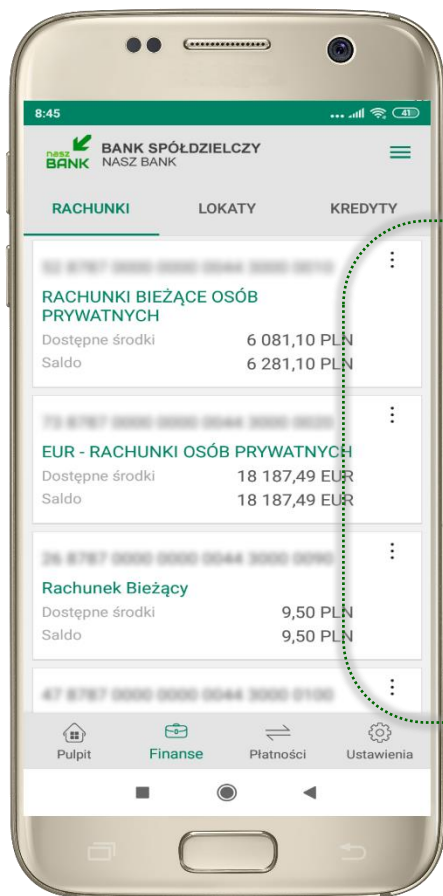 8:45
41
nasz BANK
BANK SPÓŁDZIELCZY
NASZ BANK
RACHUNKI LOKATY KREDYTY
RACHUNKI BIEŻĄCE OSÓB
PRYWATNYCH
Dostępne środki 6 081,10 PLN
Saldo 6 281,10 PLN
EUR - RACHUNKI OSÓB PRYWATNYCH
Dostępne środki 18 187,49 EUR
Saldo 18 187,49 EUR
Rachunek Bieżący
Dostępne środki 9,50 PLN
Saldo 9,50 PLN
Pulpit Finanse Płatności Ustawienia